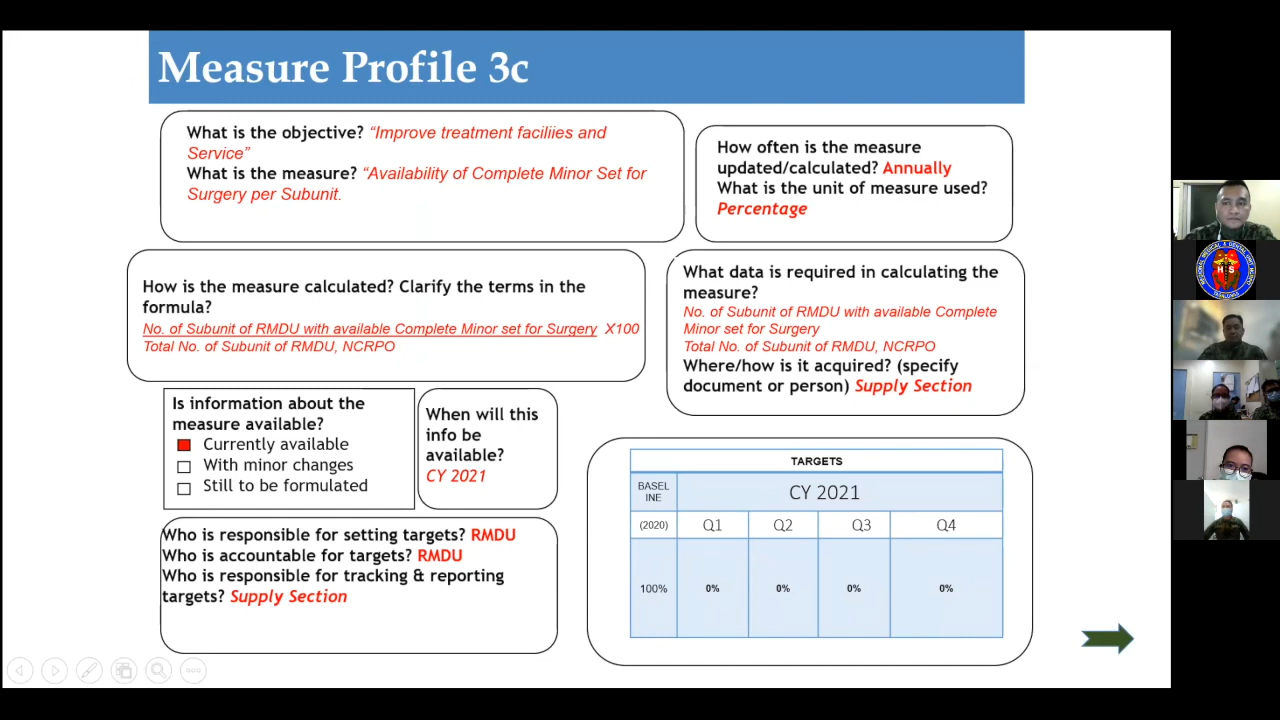 Measure Profile 3c
What is the objective? “Improve treatment faciliies and
Service”
What is the measure? “Availability of Complete Minor Set for
Surgery per Subunit.
How often is the measure
updated/calculated? Annually
What is the unit of measure used?
Percentage
How is the measure calculated? Clarify the terms in the
formula?
No. of Subunit of RMDU with available Complete Minor set for Surgery X100
Total No. of Subunit of RMDU, NCRPO
What data is required in calculating the
measure?
No. of Subunit of RMDU with available Complete
Minor set for Surgery
Total No. of Subunit of RMDU, NCRPO
Where/how is it acquired? (specify
document or person) Supply Section
Is information about the
measure available?
Currently available
With minor changes
Still to be formulated
When will this
info be
available?
CY 2021
Who is responsible for setting targets? RMDU
Who is accountable for targets? RMDU
Who is responsible for tracking & reporting
targets? Supply Section
TARGETS
BASEL
INE
CY 2021
(2020) Q1 Q2 Q3 Q4
100% 0% 0% 0% 0%